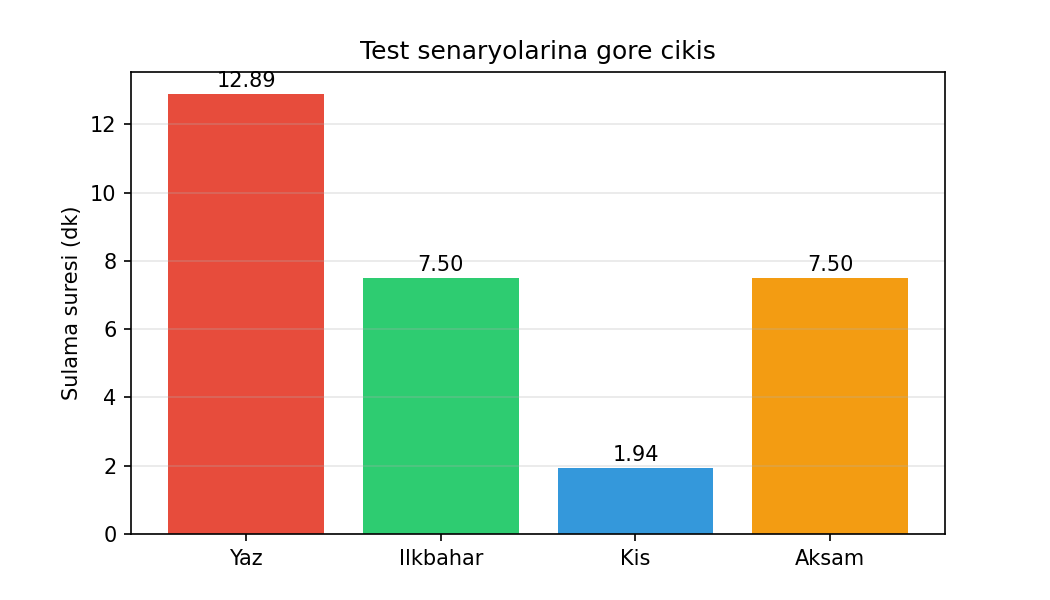 Test senaryolarina gore cikis
Sulama suresi (dk)
12
10
8
6
4
2
0
12.89
7.50
1.94
7.50
Yaz
Ilkbahar
Kis
Aksam